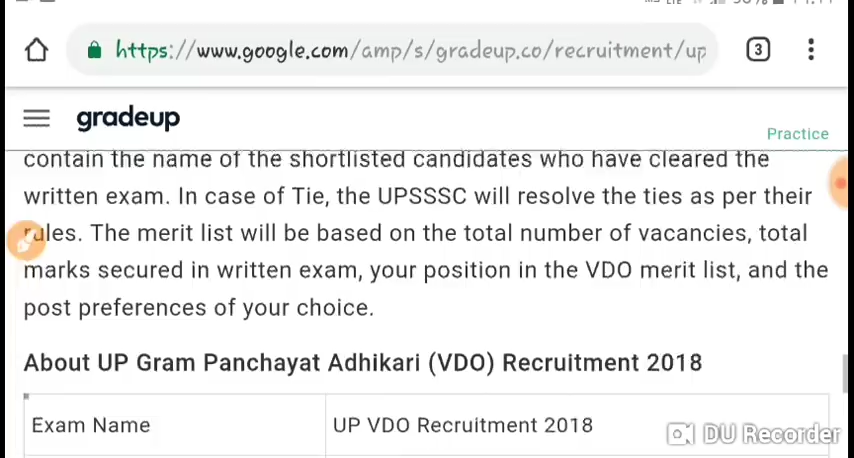 3
https://www.google.com/amp/s/gradeup.co/recruitment/up
gradeup
Practice
contain the name of the shortlisted candidates who have cleared the
written exam. In case of Tie, the UPSSSC will resolve the ties as per their
rules. The merit list will be based on the total number of vacancies, total
marks secured in written exam, your position in the VDO merit list, and the
post preferences of your choice.
About UP Gram Panchayat Adhikari (VDO) Recruitment 2018
Exam Name
UP VDO Recruitment 2018
DU Recorder